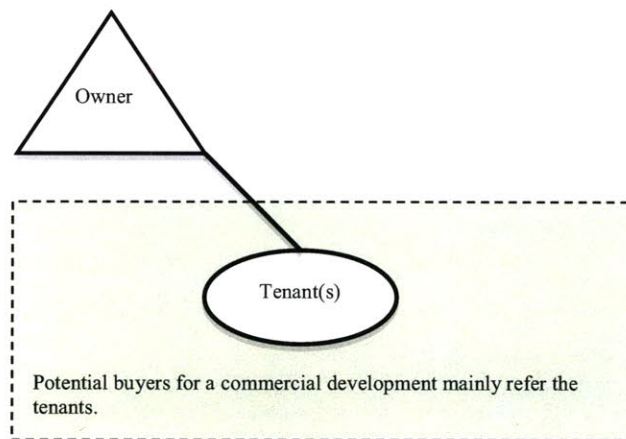 Owner
Tenant(s)
Potential buyers for a commercial development mainly refer the
tenants.